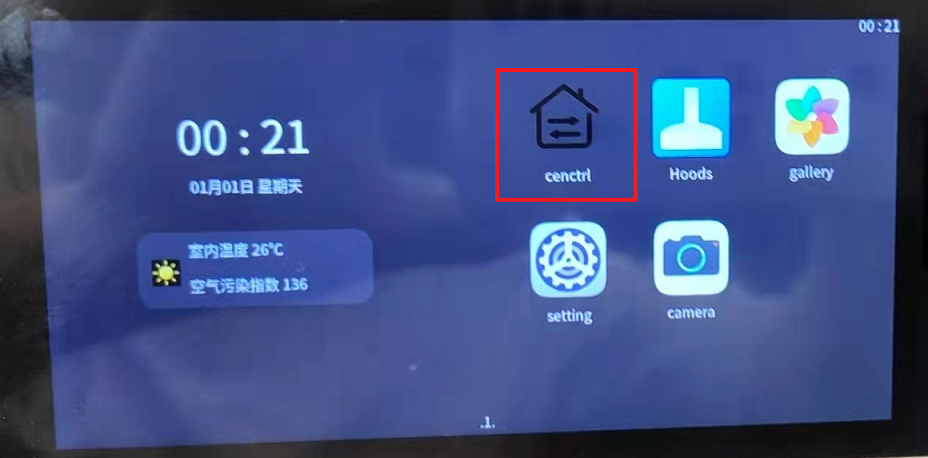 00:21
00:21
01月01日 星期天
室内温度 26℃
空气污染指数 136
cenctrl
Hoods
gallery
setting
camera
.1.